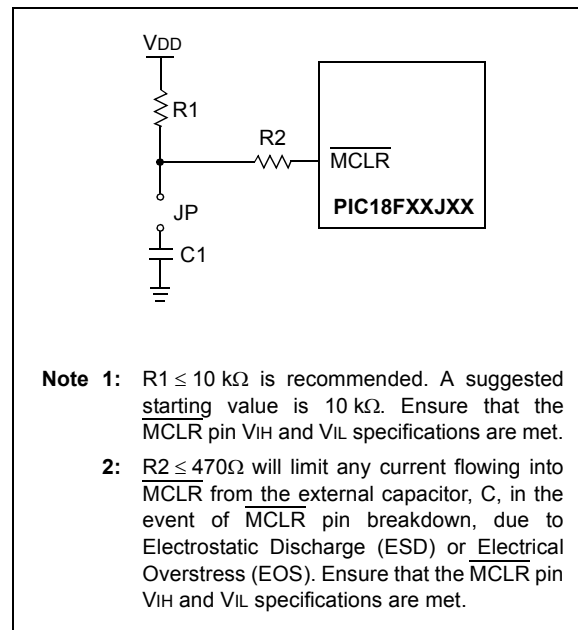 VDD
R1
R2
MCLR
PIC18FXXJXX
JP
C1
Note 1: R1 ≤ 10 kΩ is recommended. A suggested
starting value is 10 kΩ. Ensure that the
MCLR pin VIH and VIL specifications are met.
2: R2 ≤ 470Ω will limit any current flowing into
MCLR from the external capacitor, C, in the
event of MCLR pin breakdown, due to
Electrostatic Discharge (ESD) or Electrical
Overstress (EOS). Ensure that the MCLR pin
VIH and VIL specifications are met.